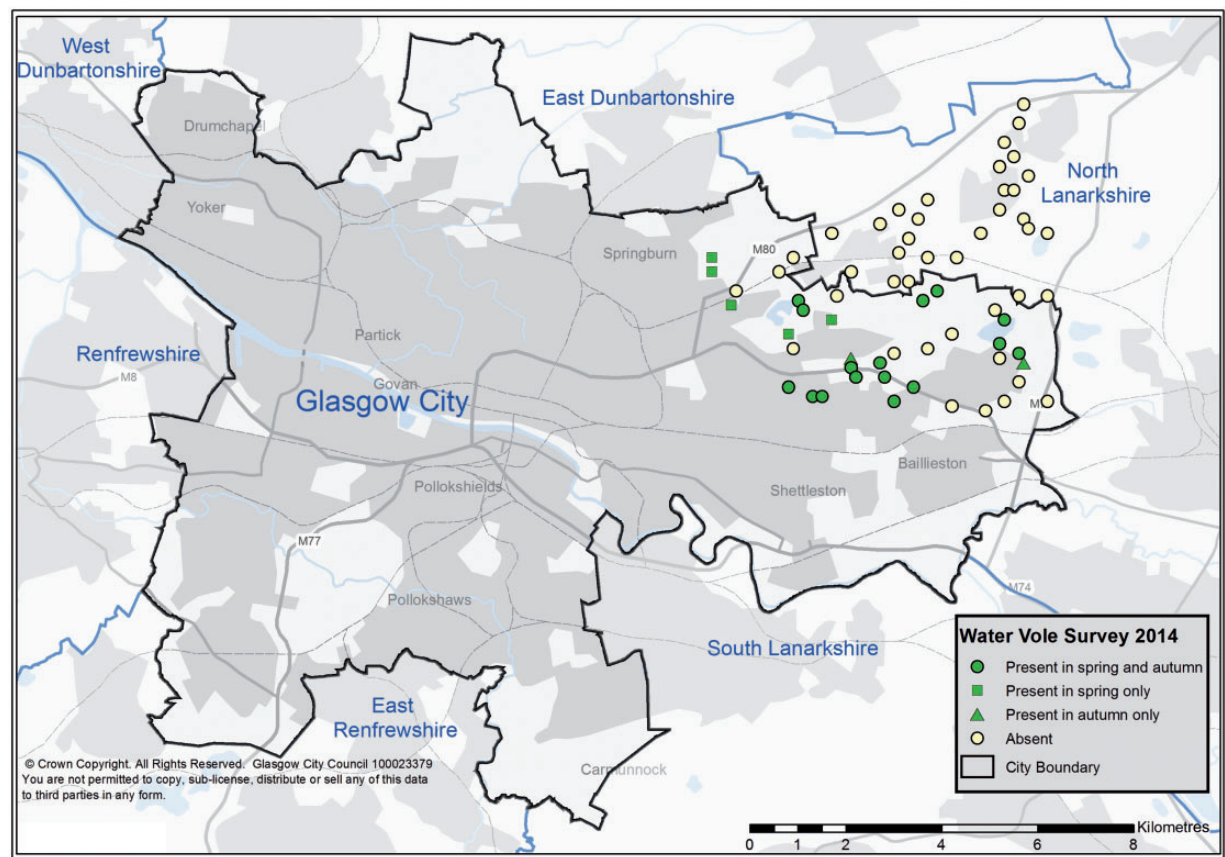 West
Dunbartonshire
East Dunbartonshire
Drumchapel
North
Lanarkshire
Yoker
Springburn
M80
Partick
Renfrewshire
M8
Govan
Glasgow City
Baillieston
Pollokshields
Shettleston
M77
M74
Pollokshaws
South Lanarkshire
East
Renfrewshire
Carmunnock
Water Vole Survey 2014
Present in spring and autumn
Present in spring only
Present in autumn only
Absent
City Boundary
© Crown Copyright. All Rights Reserved. Glasgow City Council 100023379
You are not permitted to copy, sub-license, distribute or sell any of this data
to third parties in any form.
Kilometres
0 1 2 4 6 8